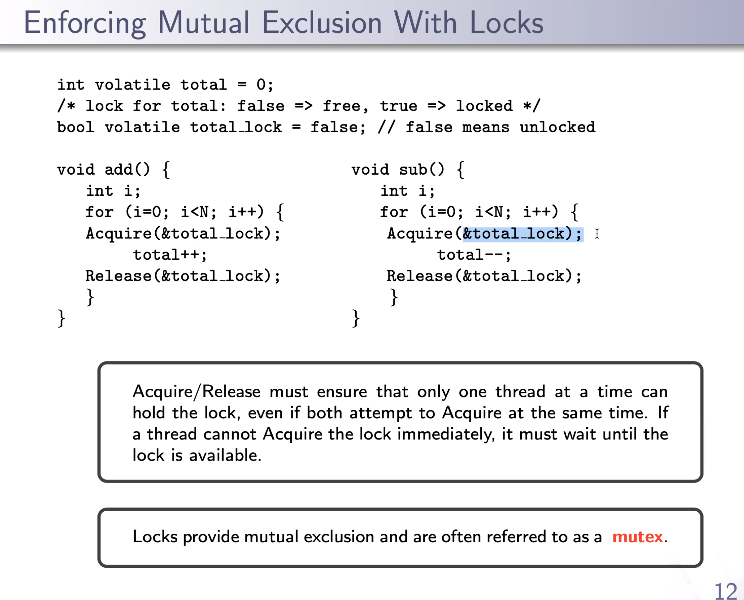 Enforcing Mutual Exclusion With Locks
int volatile total = 0;
/* lock for total: false => free, true => locked */
bool volatile total_lock = false; // false means unlocked
void add() {
int i;
for (i=0; i<N; i++) {
Acquire(&total_lock);
total++;
Release(&total_lock);
}
}
void sub() {
int i;
for (i=0; i<N; i++) {
Acquire(&total_lock);
total--;
Release(&total_lock);
}
}
Acquire/Release must ensure that only one thread at a time can
hold the lock, even if both attempt to Acquire at the same time. If
a thread cannot Acquire the lock immediately, it must wait until the
lock is available.
Locks provide mutual exclusion and are often referred to as a mutex.
12